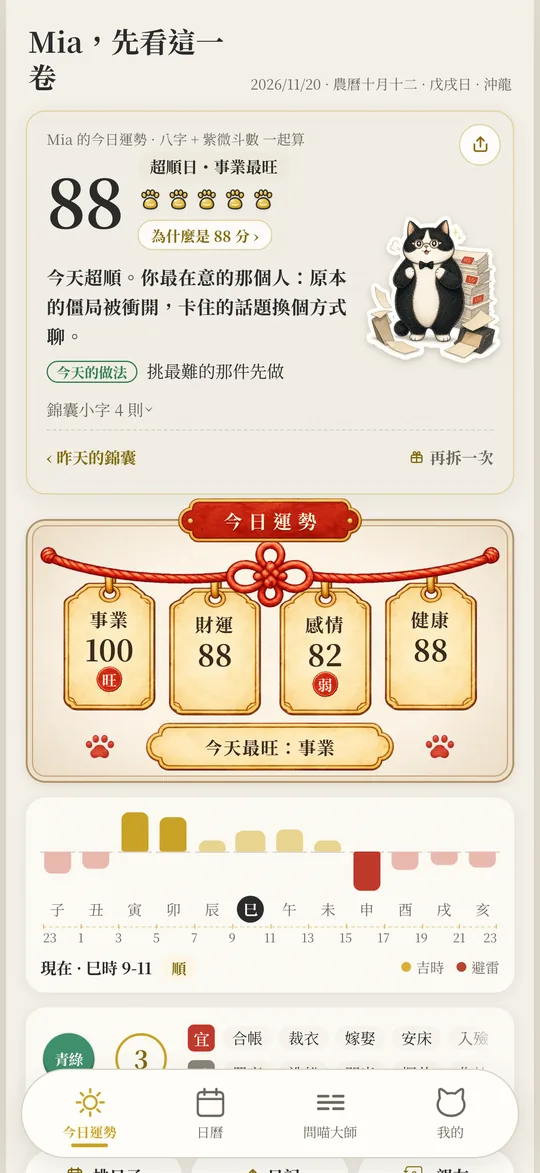 Mia，先看這一
卷
2026/11/20 · 農曆十月十二 · 戊戌日 · 沖龍
Mia 的今日運勢 · 八字 + 紫微斗數 一起算
88
超順日・事業最旺
為什麼是 88 分 ›
今天超順。你最在意的那個人：原本
的僵局被衝開，卡住的話題換個方式
聊。
今天的做法 挑最難的那件先做
錦囊小字 4 則
‹ 昨天的錦囊 再拆一次
今日運勢
事業 財運 感情 健康
100 88 82 88
旺 弱
今天最旺：事業
子 丑 寅 卯 辰 巳 午 未 申 酉 戌 亥
23 1 3 5 7 9 11 13 15 17 19 21 23
現在 · 巳時 9-11 順 吉時 避雷
青綠 3 宜 合帳 裁衣 嫁娶 安床 入殮
今日運勢 日曆 問喵大師 我的